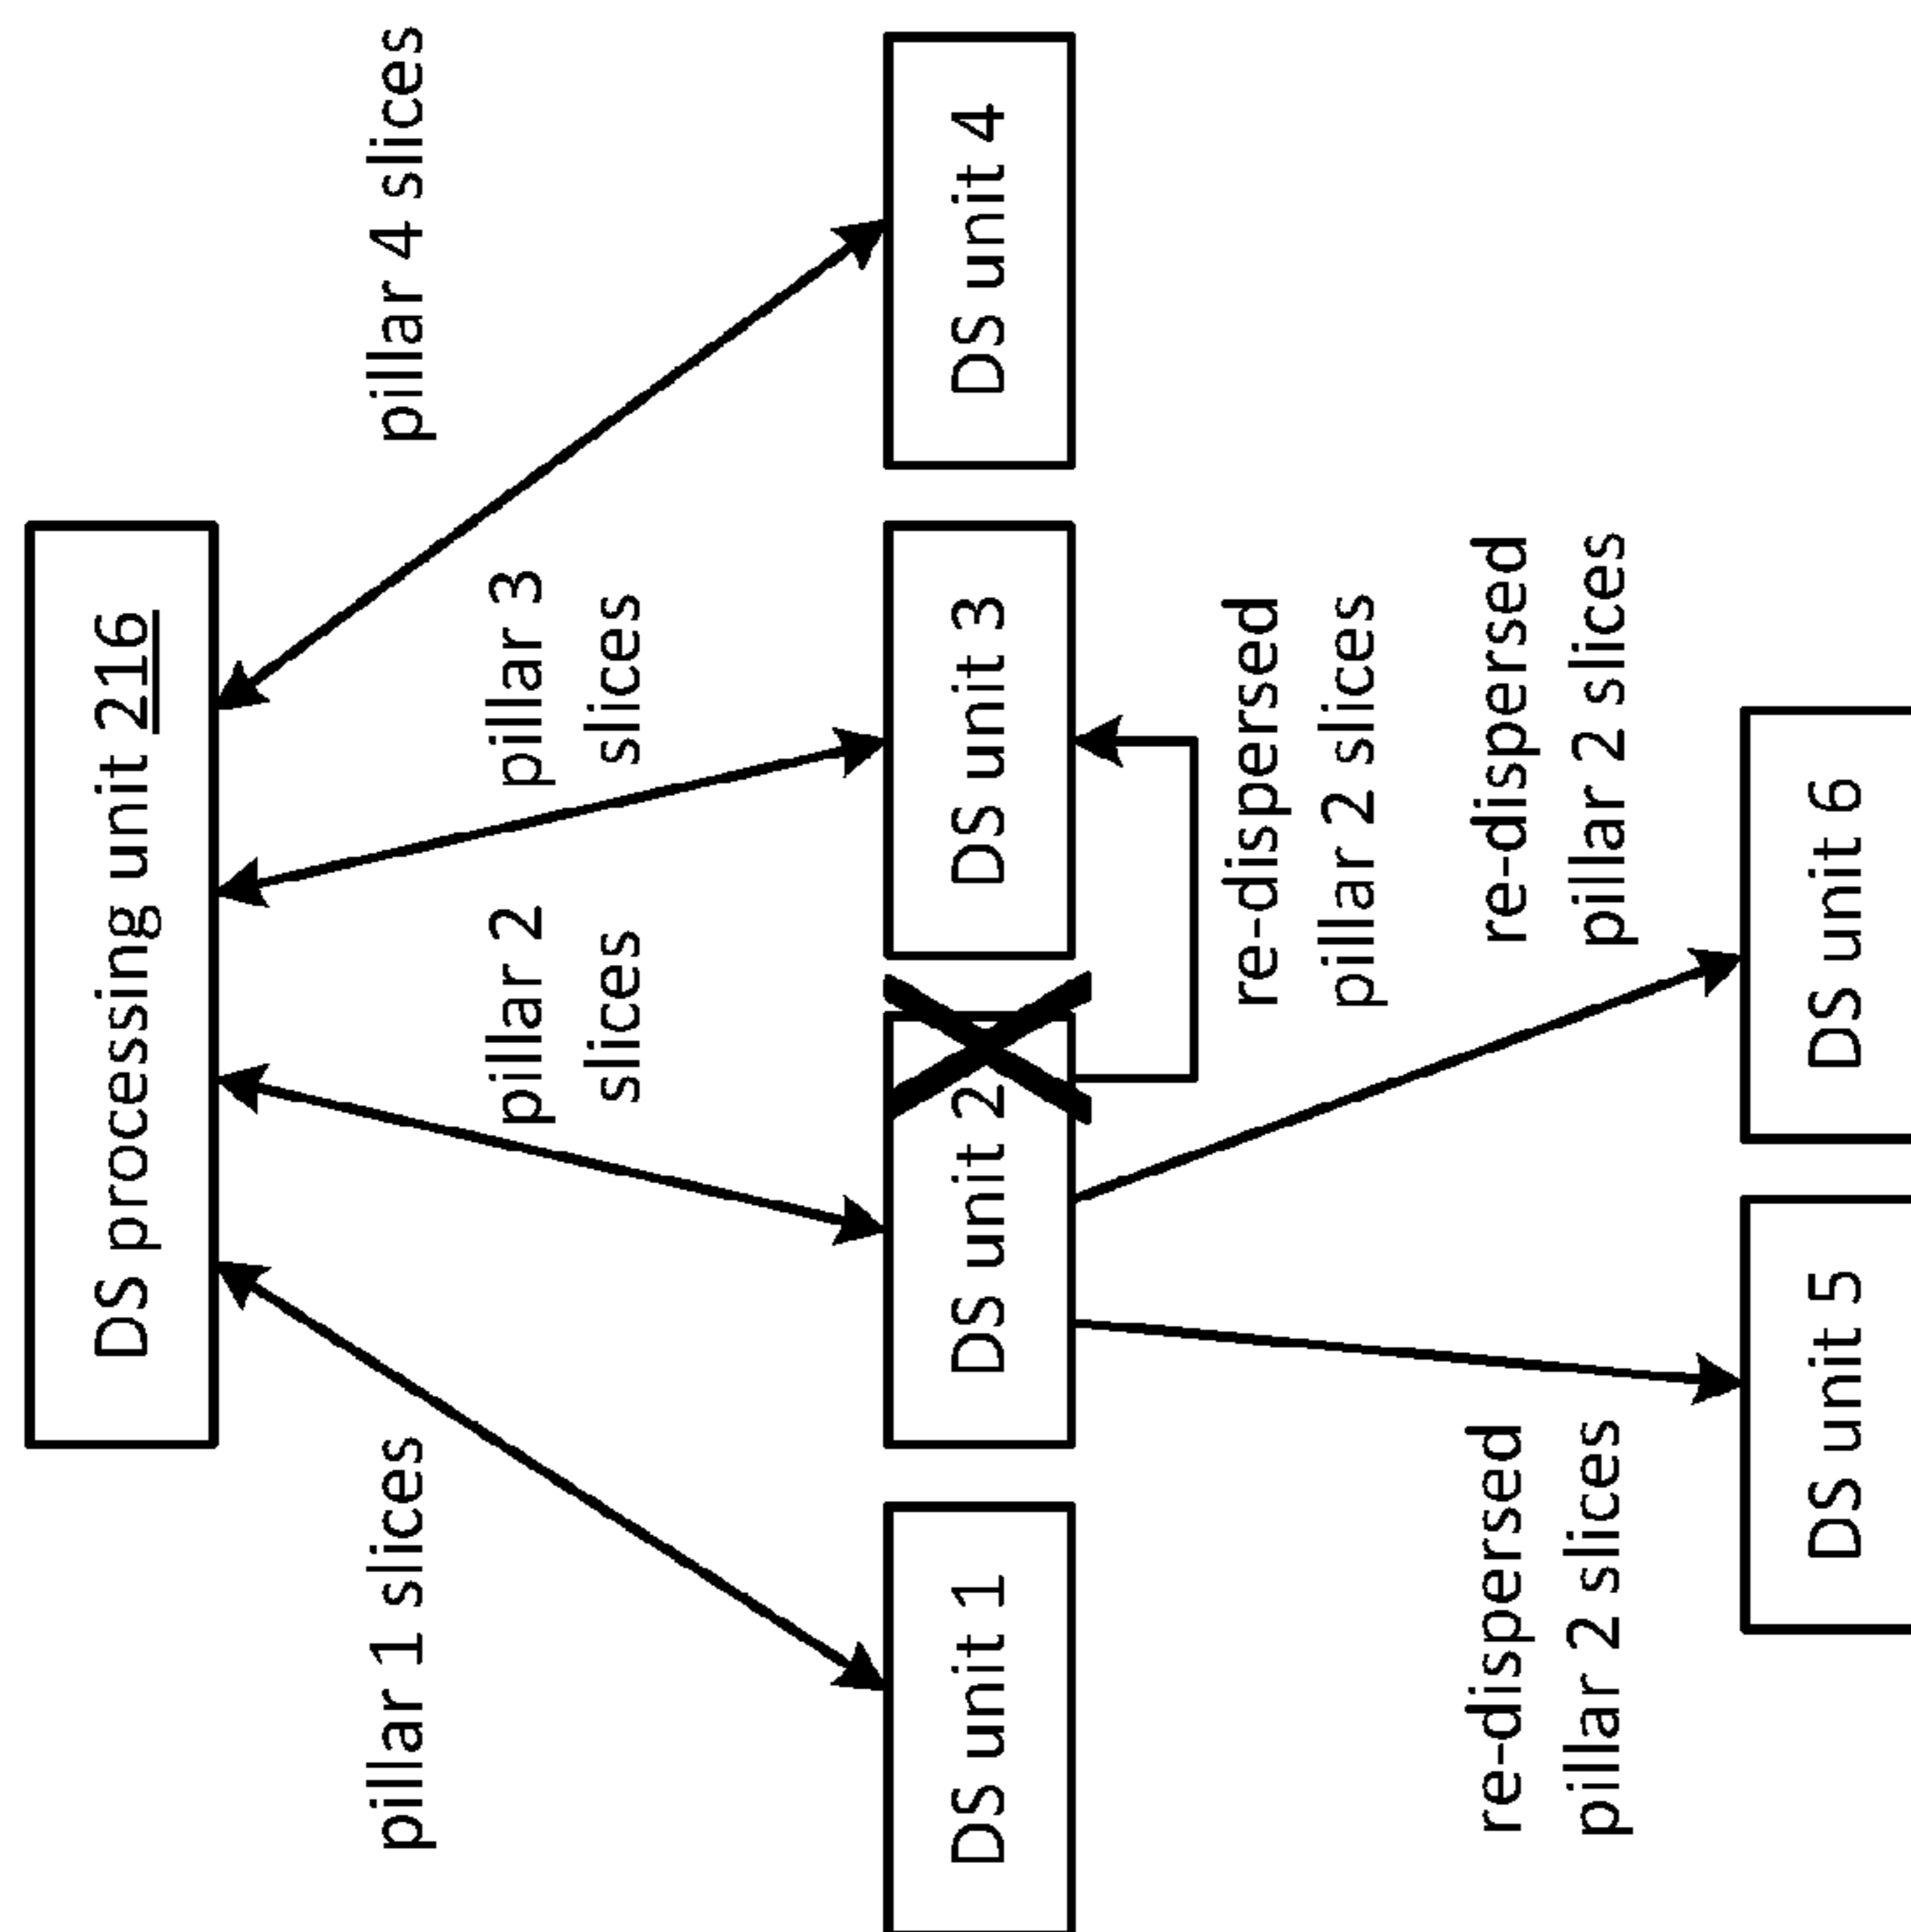 DS processing unit 216
pillar 1 slices
pillar 2
slices
pillar 3
slices
pillar 4 slices
DS unit 1
DS unit 2
DS unit 3
DS unit 4
re-dispersed
pillar 2 slices
re-dispersed
pillar 2 slices
re-dispersed
pillar 2 slices
DS unit 5
DS unit 6